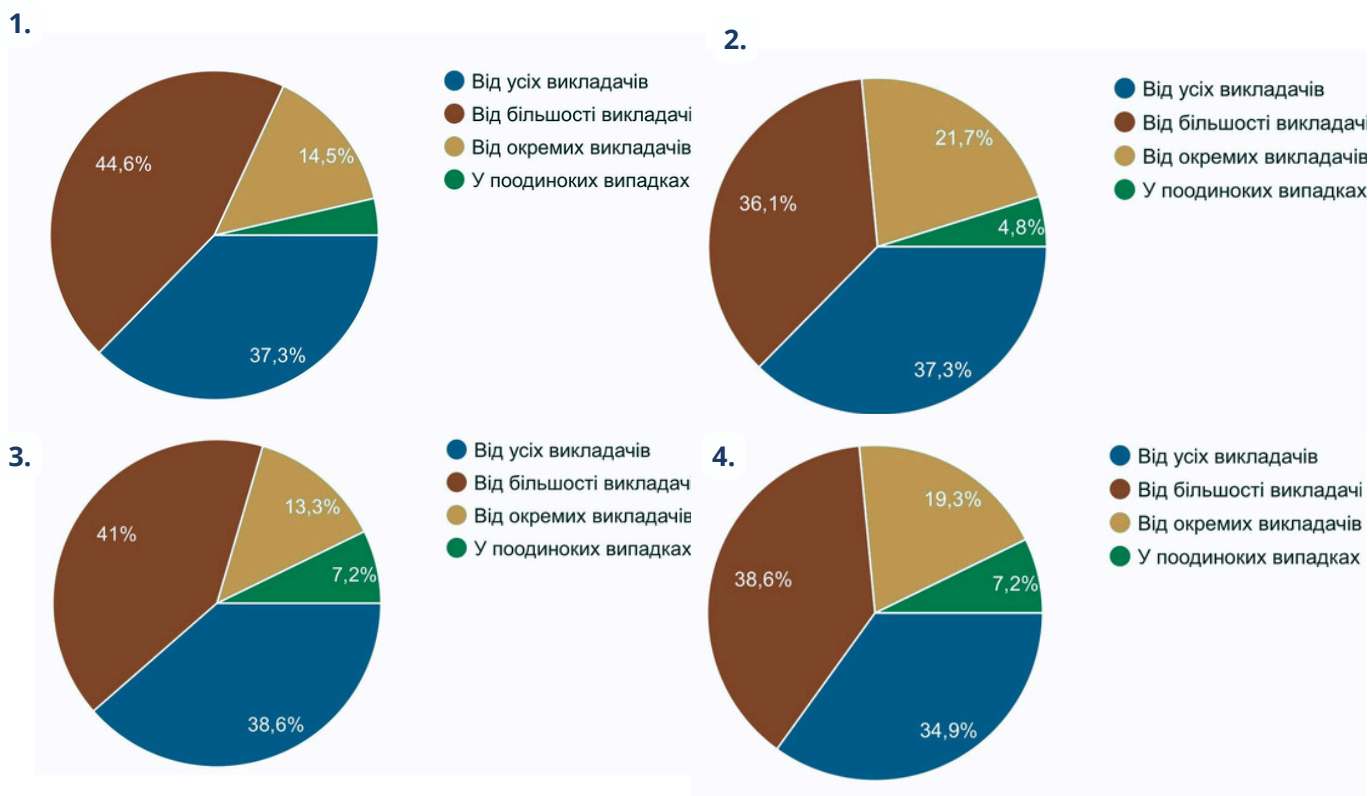 1.
Від усіх викладачів
Від більшості викладачі
Від окремих викладачів
У поодиноких випадках
44,6%
14,5%
37,3%
2.
Від усіх викладачів
Від більшості викладачі
Від окремих викладачів
У поодиноких випадках
21,7%
36,1%
4,8%
37,3%
3.
Від усіх викладачів
Від більшості викладач
Від окремих викладачів
У поодиноких випадках
13,3%
41%
7,2%
38,6%
4.
Від усіх викладачів
Від більшості викладачі
Від окремих викладачів
У поодиноких випадках
19,3%
38,6%
7,2%
34,9%